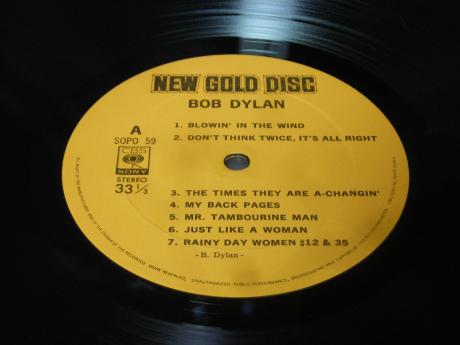 NEW GOLD DISC
BOB DYLAN
1. BLOWIN' IN THE WIND
2. DON'T THINK TWICE, IT'S ALL RIGHT
A
SOPO 59
CBS
SONY
STEREO
33 1/3
3. THE TIMES THEY ARE A-CHANGIN'
4. MY BACK PAGES
5. MR. TAMBOURINE MAN
6. JUST LIKE A WOMAN
7. RAINY DAY WOMEN ♯12 & 35
- B. Dylan -